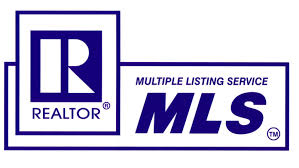 R
REALTOR®
MULTIPLE LISTING SERVICE
MLS TM